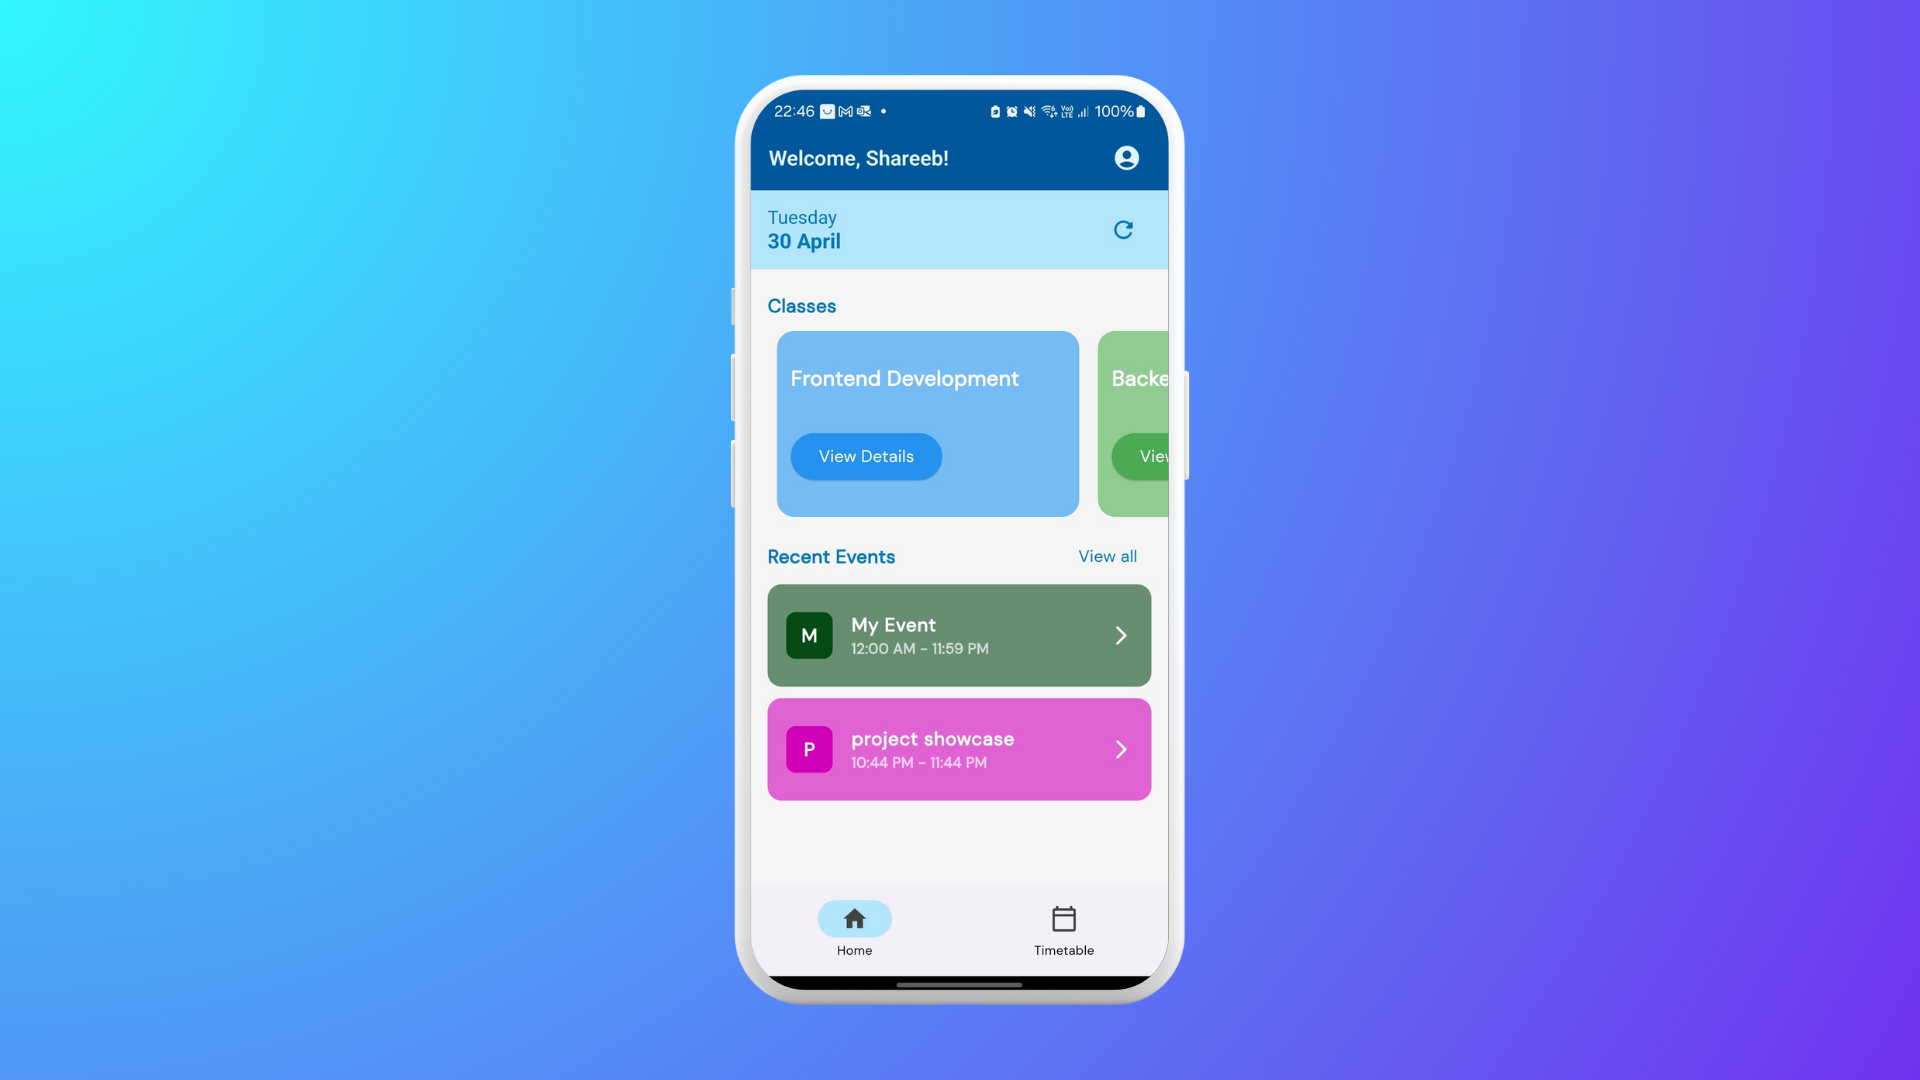 22:46 100%
Welcome, Shareeb!
Tuesday
30 April
Classes
Frontend Development
Backe
View Details
Vie
Recent Events
View all
M
My Event
12:00 AM - 11:59 PM
P
project showcase
10:44 PM - 11:44 PM
Home
Timetable